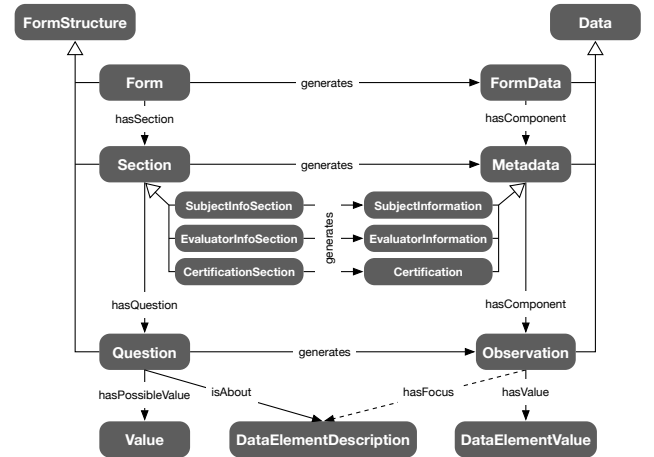 FormStructure
Data
Form
generates
FormData
hasSection
hasComponent
Section
generates
Metadata
SubjectInfoSection
SubjectInformation
EvaluatorInfoSection
generates
EvaluatorInformation
CertificationSection
Certification
hasQuestion
hasComponent
Question
generates
Observation
hasPossibleValue
isAbout
hasFocus
hasValue
Value
DataElementDescription
DataElementValue